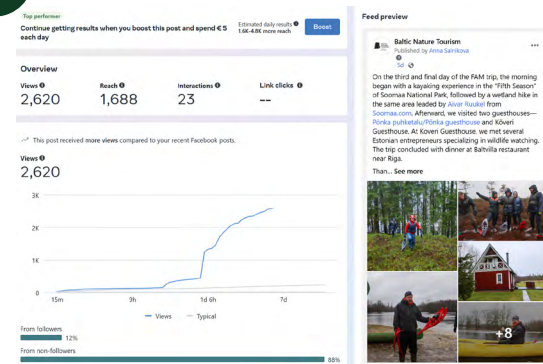 Top performer
Continue getting results when you boost this post and spend € 5
each day
Estimated daily results
1.6K-4.8K more reach
Boost
Overview
Views
Reach
Interactions
Link clicks
2,620
1,688
23
--
This post received more views compared to your recent Facebook posts.
Views
2,620
3K
2K
1K
0
15m
9h
1d 6h
7d
Views
Typical
From followers
12%
From non-followers
88%
Feed preview
Baltic Nature Tourism
Published by Anna Salnikova
5d
On the third and final day of the FAM trip, the morning
began with a kayaking experience in the "Fifth Season"
of Soomaa National Park, followed by a wetland hike in
the same area leaded by Aivar Ruukel from
Soomaa.com. Afterward, we visited two guesthouses—
Põnka puhketalu/Põnka guesthouse and Kõveri
Guesthouse. At Koveri Guesthouse, we met several
Estonian entrepreneurs specializing in wildlife watching.
The trip concluded with dinner at Baltvilla restaurant
near Riga.
Than... See more
+8